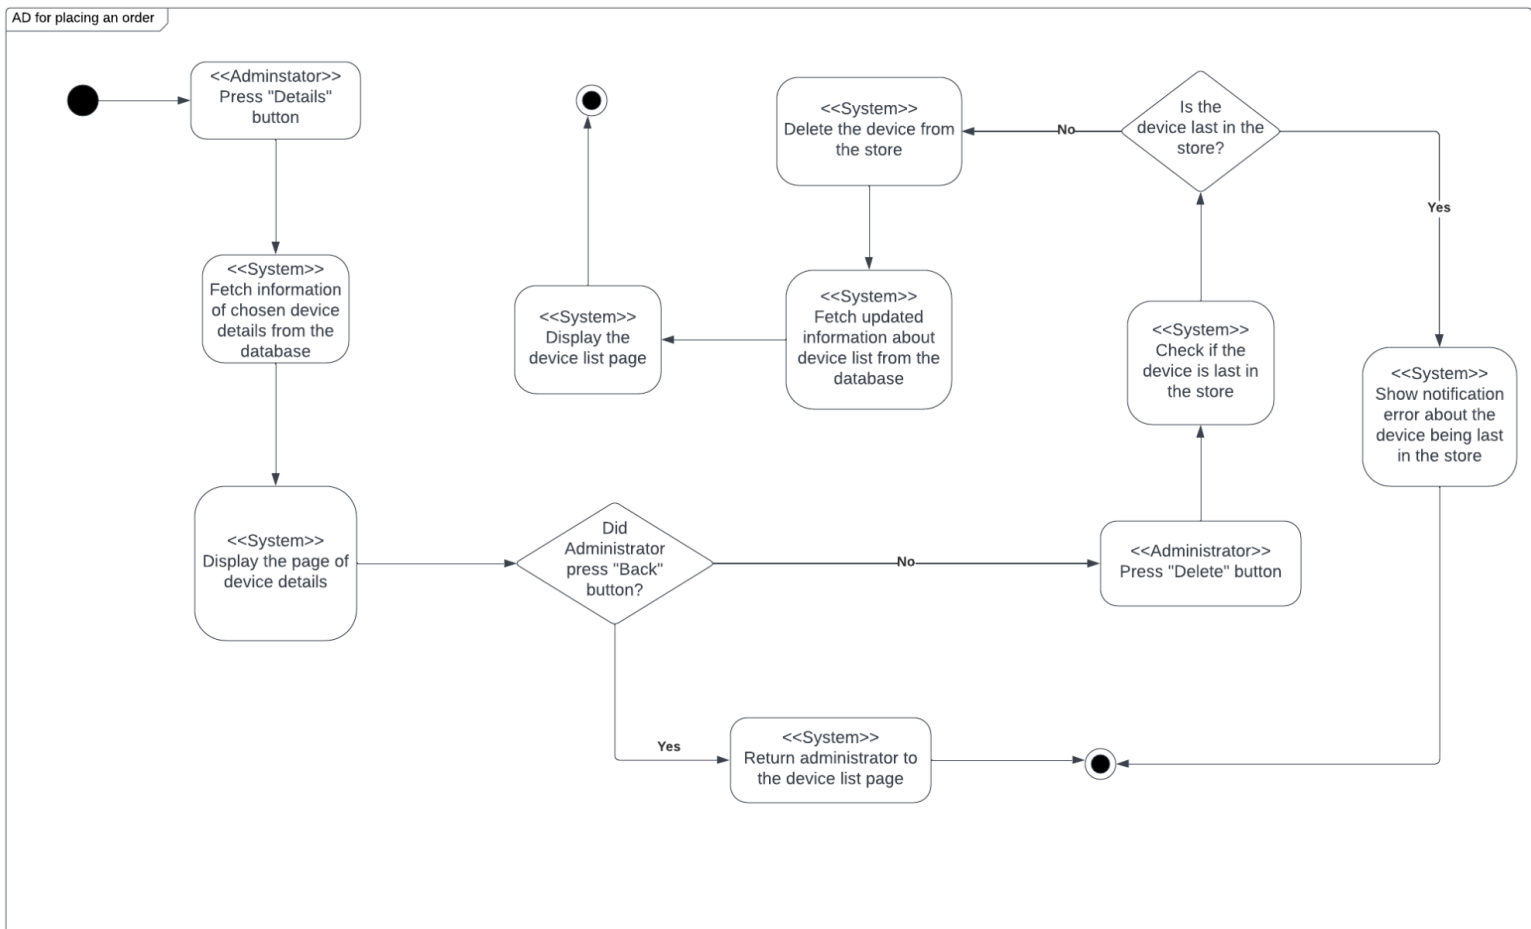 AD for placing an order
<<Adminstator>>
Press "Details"
button
<<System>>
Fetch information
of chosen device
details from the
database
<<System>>
Display the page of
device details
Did
Administrator
press "Back"
button?
Yes
<<System>>
Return administrator to
the device list page
No
<<Administrator>>
Press "Delete" button
<<System>>
Check if the
device is last in
the store
Is the
device last in the
store?
Yes
<<System>>
Show notification
error about the
device being last
in the store
No
<<System>>
Delete the device from
the store
<<System>>
Fetch updated
information about
device list from the
database
<<System>>
Display the
device list page